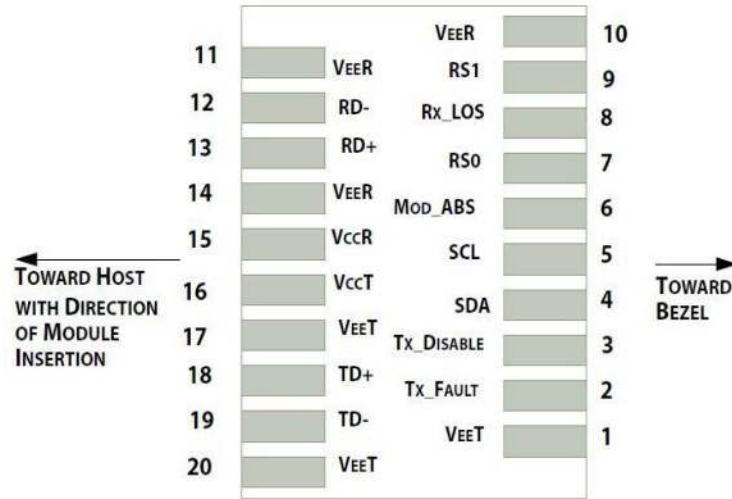 11 VEER
12 RD-
13 RD+
14 VEER
15 VCCR
16 VCCT
17 VEET
18 TD+
19 TD-
20 VEET
VEER 10
RS1 9
RX_LOS 8
RS0 7
MOD_ABS 6
SCL 5
SDA 4
TX_DISABLE 3
TX_FAULT 2
VEET 1
TOWARD HOST
WITH DIRECTION
OF MODULE
INSERTION
TOWARD
BEZEL